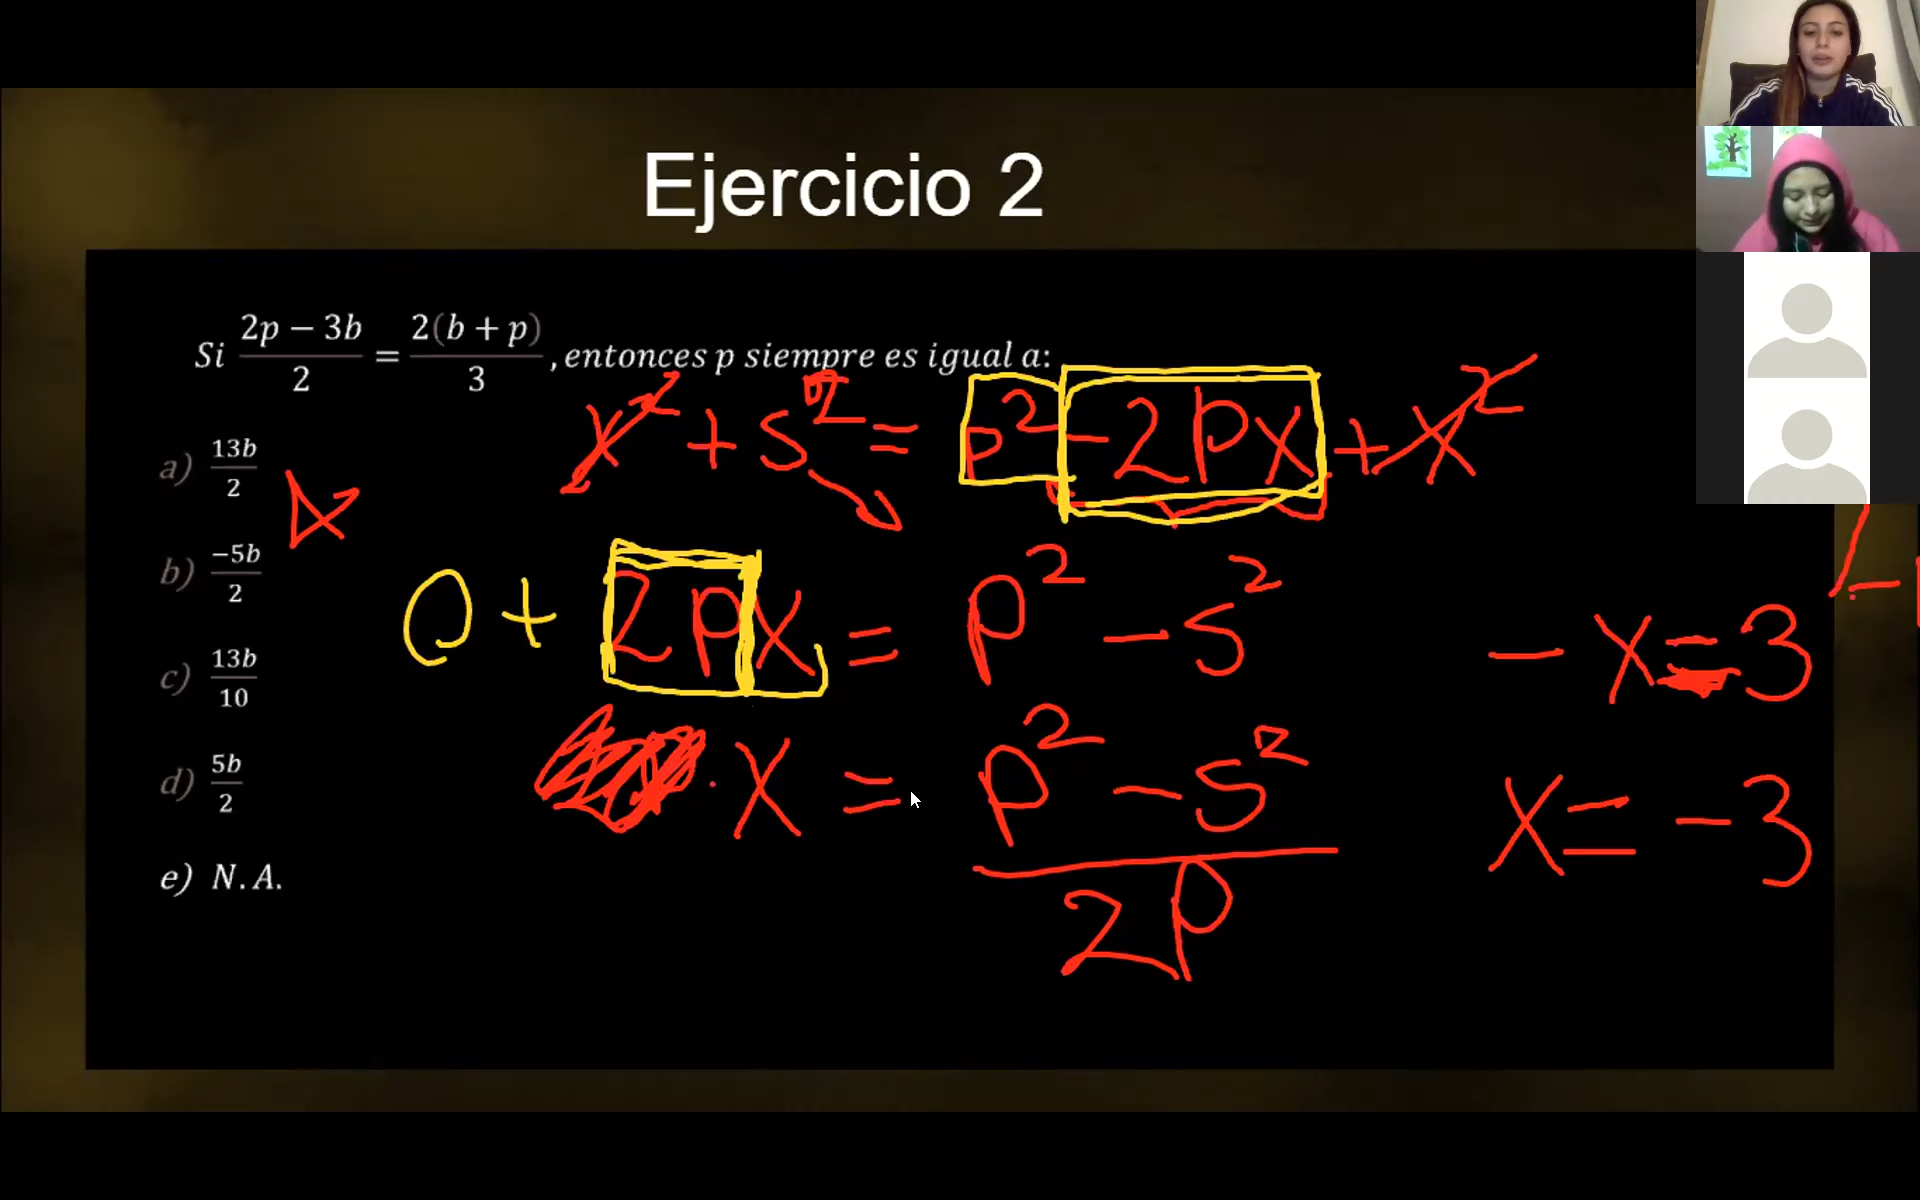 Ejercicio 2
Si (2p − 3b)/2 = 2(b + p)/3 , entonces p siempre es igual a:
a) 13b/2
b) −5b/2
c) 13b/10
d) 5b/2
e) N.A.
x² + s² = p² − 2px + x²
0 + 2px = p² − s²
· x = (p² − s²)/2p
− x = 3
x = − 3